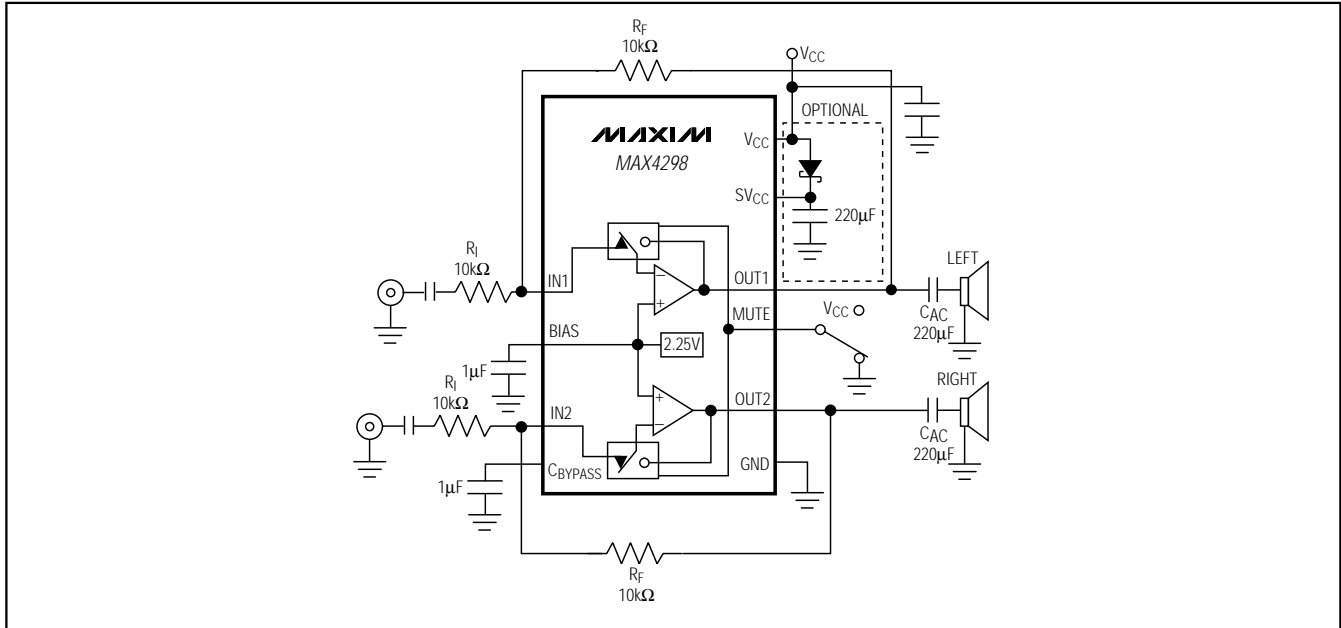 RF
10kΩ
VCC
OPTIONAL
MAXIM
MAX4298
VCC
SVCC
220µF
RI
10kΩ
IN1
OUT1
LEFT
CAC
220µF
MUTE
VCC
BIAS
2.25V
1µF
RI
10kΩ
IN2
OUT2
RIGHT
CAC
220µF
CBYPASS
GND
1µF
RF
10kΩ